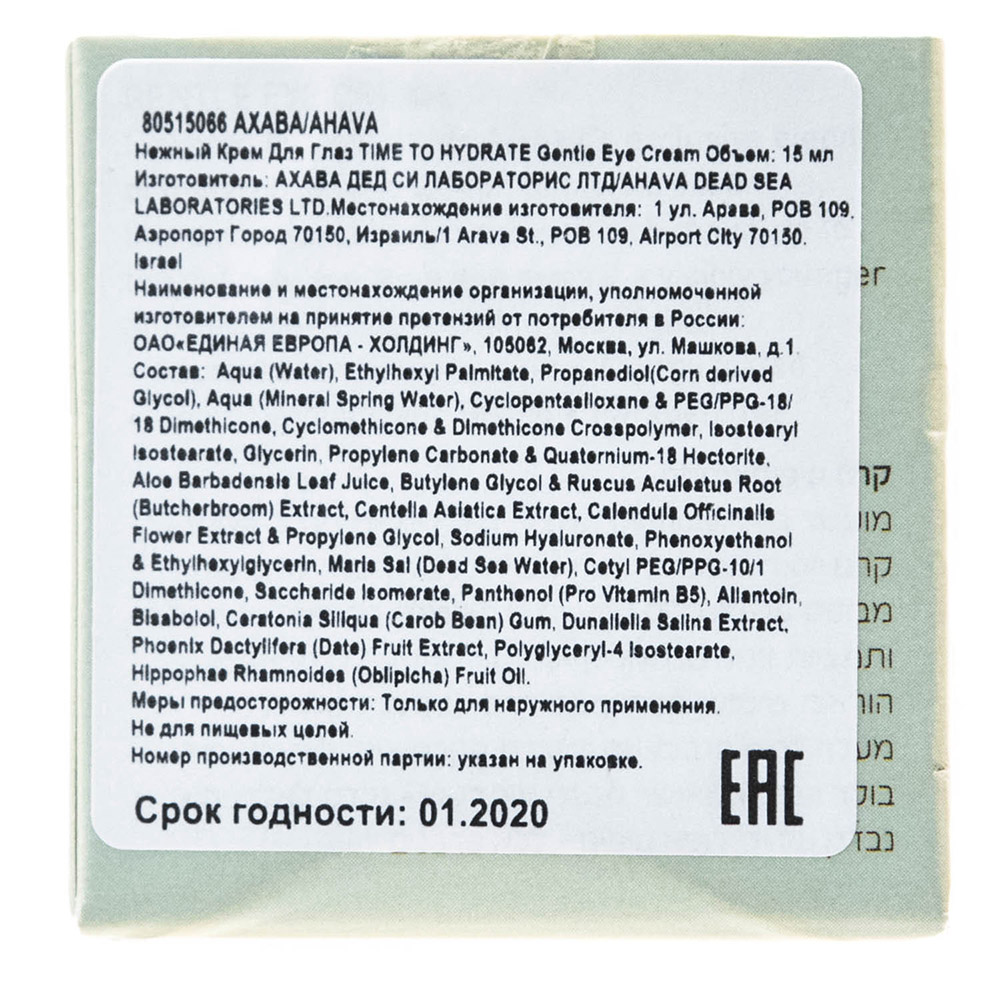 80515066 АХАВА/AHAVA
Нежный Крем Для Глаз TIME TO HYDRATE Gentle Eye Cream Объем: 15 мл
Изготовитель: АХАВА ДЕД СИ ЛАБОРАТОРИС ЛТД/AHAVA DEAD SEA
LABORATORIES LTD.Местонахождение изготовителя: 1 ул. Арава, POB 109,
Аэропорт Город 70150, Израиль/1 Arava St., POB 109, Airport City 70150.
Israel
Наименование и местонахождение организации, уполномоченной
изготовителем на принятие претензий от потребителя в России:
ОАО«ЕДИНАЯ ЕВРОПА - ХОЛДИНГ», 105062, Москва, ул. Машкова, д.1
Состав: Aqua (Water), Ethylhexyl Palmitate, Propanediol(Corn derived
Glycol), Aqua (Mineral Spring Water), Cyclopentasiloxane & PEG/PPG-18/
18 Dimethicone, Cyclomethicone & Dimethicone Crosspolymer, Isostearyl
Isostearate, Glycerin, Propylene Carbonate & Quaternium-18 Hectorite,
Aloe Barbadensis Leaf Juice, Butylene Glycol & Ruscus Aculeatus Root
(Butcherbroom) Extract, Centella Asiatica Extract, Calendula Officinalis
Flower Extract & Propylene Glycol, Sodium Hyaluronate, Phenoxyethanol
& Ethylhexylglycerin, Maris Sal (Dead Sea Water), Cetyl PEG/PPG-10/1
Dimethicone, Saccharide Isomerate, Panthenol (Pro Vitamin B5), Allantoin,
Bisabolol, Ceratonia Siliqua (Carob Bean) Gum, Dunaliella Salina Extract,
Phoenix Dactylifera (Date) Fruit Extract, Polyglyceryl-4 Isostearate,
Hippophae Rhamnoides (Oblipicha) Fruit Oil.
Меры предосторожности: Только для наружного применения.
Не для пищевых целей.
Номер производственной партии: указан на упаковке.
EAC
Срок годности: 01.2020